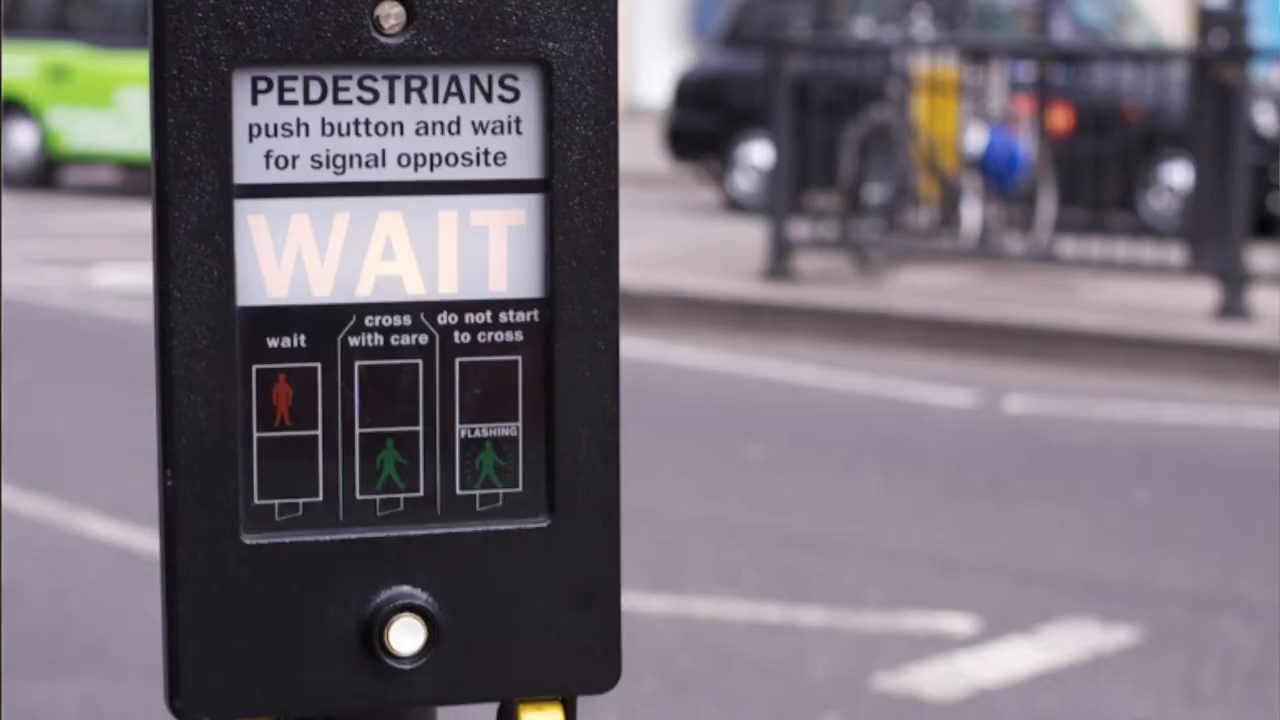 PEDESTRIANS
push button and wait
for signal opposite
WAIT
wait
cross
with care
do not start
to cross
FLASHING